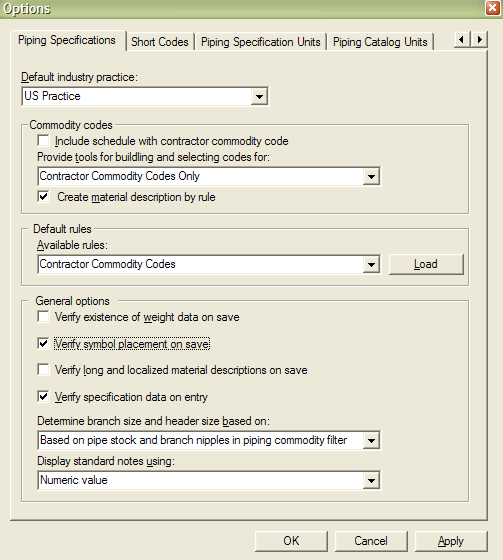 Options
Piping Specifications Short Codes Piping Specification Units Piping Catalog Units
Default industry practice:
US Practice
Commodity codes
Include schedule with contractor commodity code
Provide tools for buildling and selecting codes for:
Contractor Commodity Codes Only
Create material description by rule
Default rules
Available rules:
Contractor Commodity Codes Load
General options
Verify existence of weight data on save
Verify symbol placement on save
Verify long and localized material descriptions on save
Verify specification data on entry
Determine branch size and header size based on:
Based on pipe stock and branch nipples in piping commodity filter
Display standard notes using:
Numeric value
OK Cancel Apply